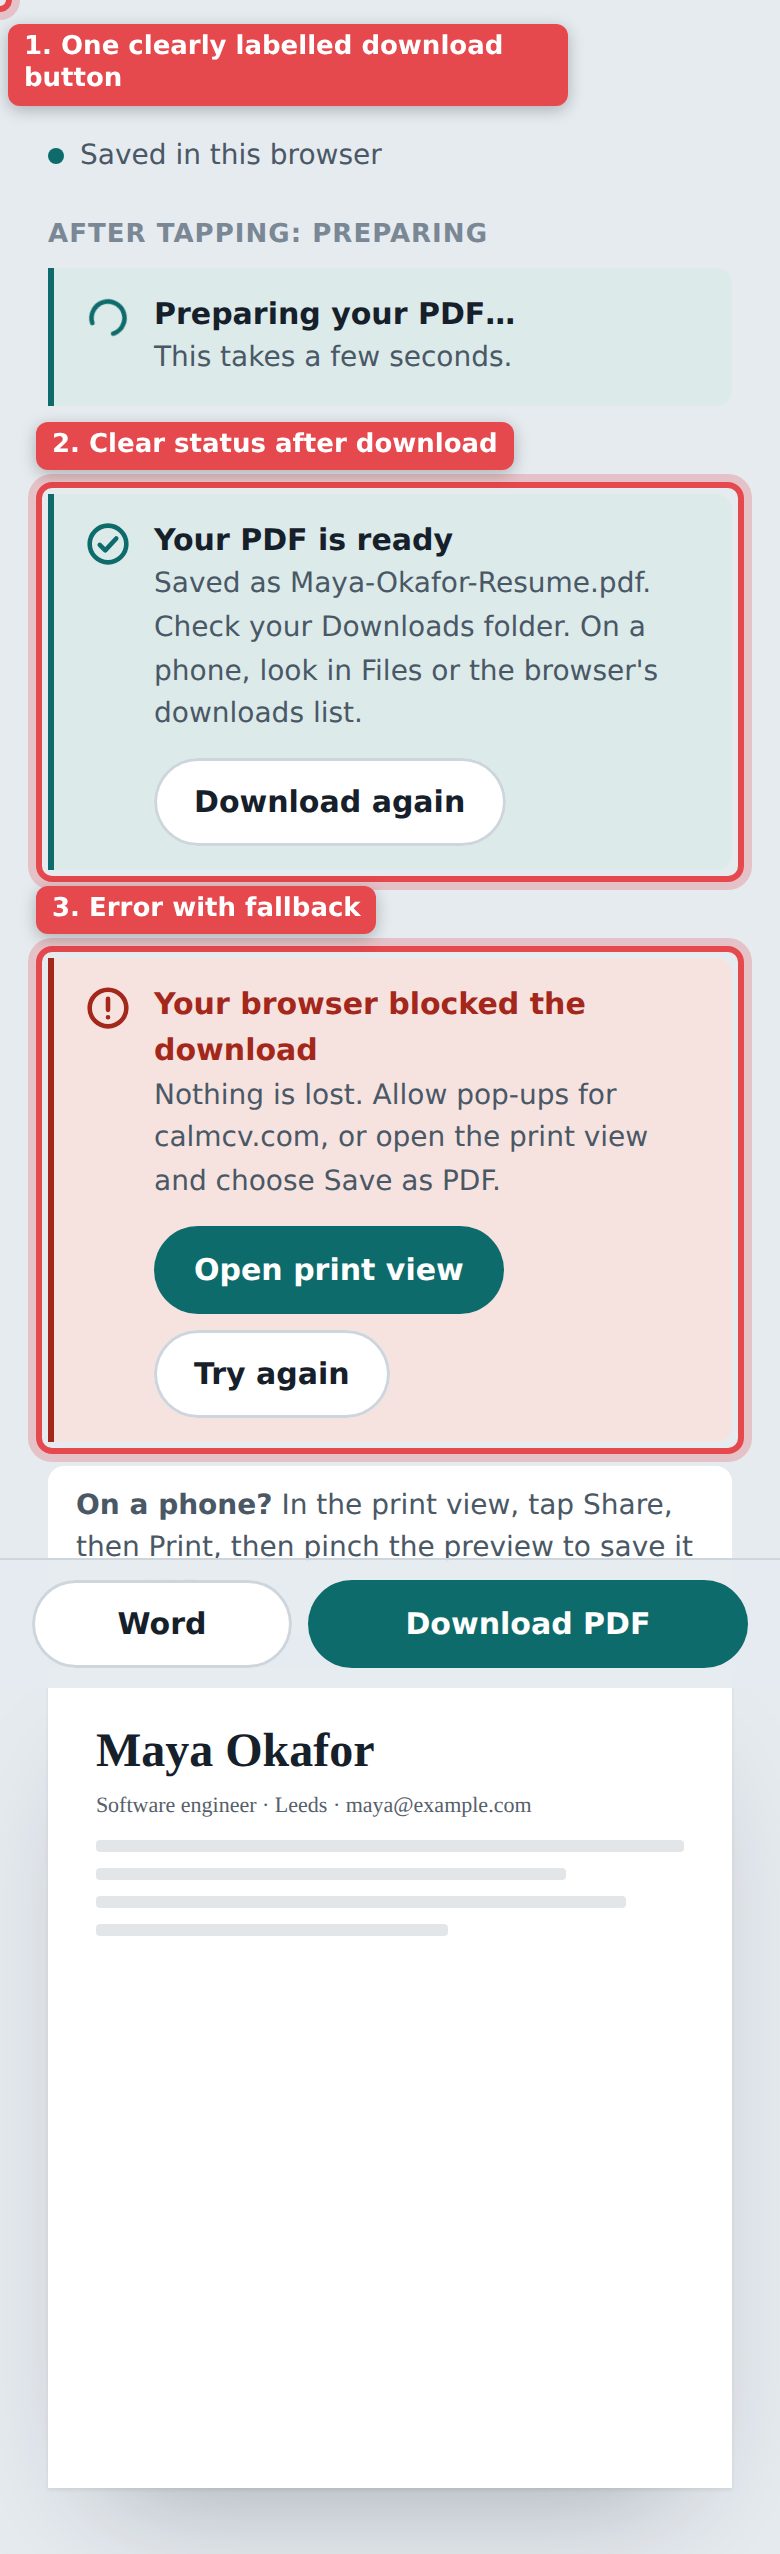 1. One clearly labelled download
button
Saved in this browser
AFTER TAPPING: PREPARING
Preparing your PDF…
This takes a few seconds.
2. Clear status after download
Your PDF is ready
Saved as Maya-Okafor-Resume.pdf.
Check your Downloads folder. On a
phone, look in Files or the browser's
downloads list.
Download again
3. Error with fallback
Your browser blocked the
download
Nothing is lost. Allow pop-ups for
calmcv.com, or open the print view
and choose Save as PDF.
Open print view
Try again
On a phone? In the print view, tap Share,
then Print, then pinch the preview to save it
Word
Download PDF
Maya Okafor
Software engineer · Leeds · maya@example.com